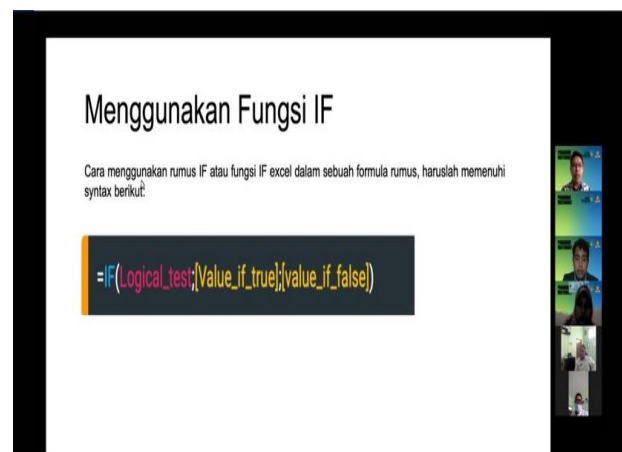 Menggunakan Fungsi IF
Cara menggunakan rumus IF atau fungsi IF excel dalam sebuah formula rumus, haruslah memenuhi
syntax berikut:
=IF(Logical_test;[Value_if_true];[value_if_false])